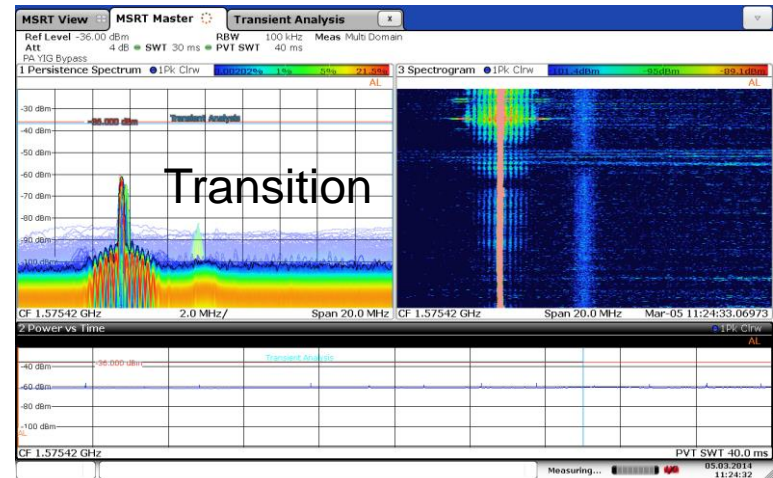 MSRT View MSRT Master Transient Analysis x
Ref Level -36.00 dBm RBW 100 kHz Meas Multi Domain
Att 4 dB SWT 30 ms PVT SWT 40 ms
PA YIG Bypass
1 Persistence Spectrum 1Pk Clrw 0.00202% 1% 5% 21.5%
AL
-30 dBm
-36.000 dBm Transient Analysis
-40 dBm
-50 dBm
-60 dBm
-70 dBm
Transition
-80 dBm
-90 dBm
-100 dBm
CF 1.57542 GHz 2.0 MHz/ Span 20.0 MHz
3 Spectrogram 1Pk Clrw -101.4dBm -95dBm -89.1dBm
AL
CF 1.57542 GHz Span 20.0 MHz Mar-05 11:24:33.06973
2 Power vs Time 1Pk Clrw
AL
-36.000 dBm Transient Analysis
-40 dBm
-60 dBm
-80 dBm
-100 dBm
AL
CF 1.57542 GHz PVT SWT 40.0 ms
Measuring... 05.03.2014
11:24:32